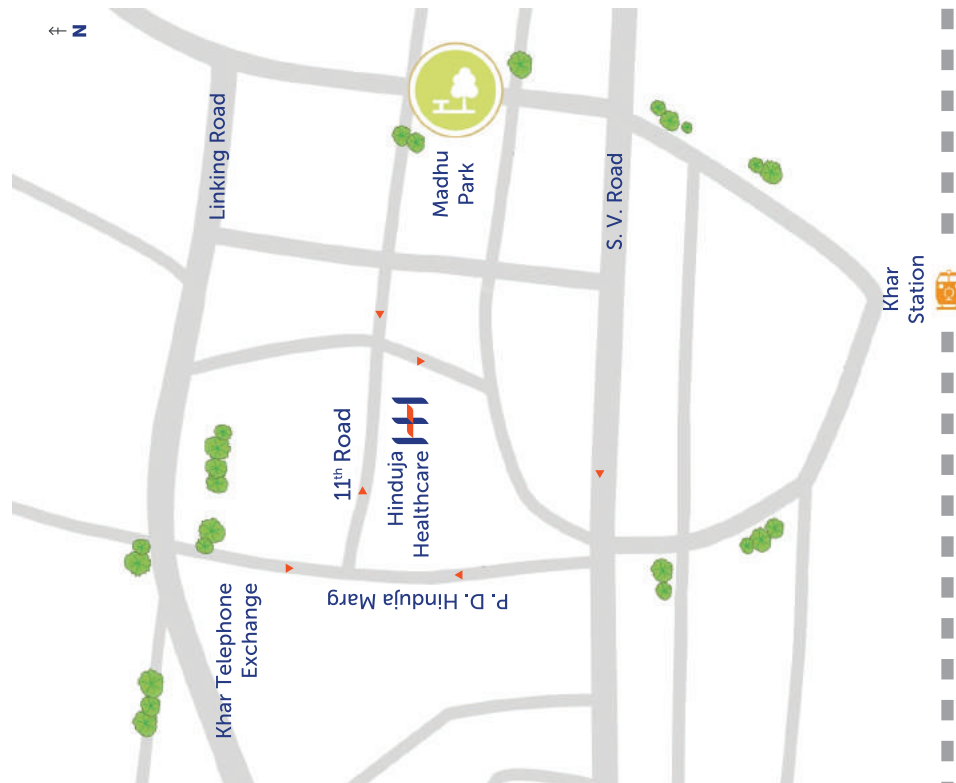 N
Linking Road
Madhu
Park
S. V. Road
Khar
Station
11th Road
Hinduja
Healthcare
P. D. Hinduja Marg
Khar Telephone
Exchange